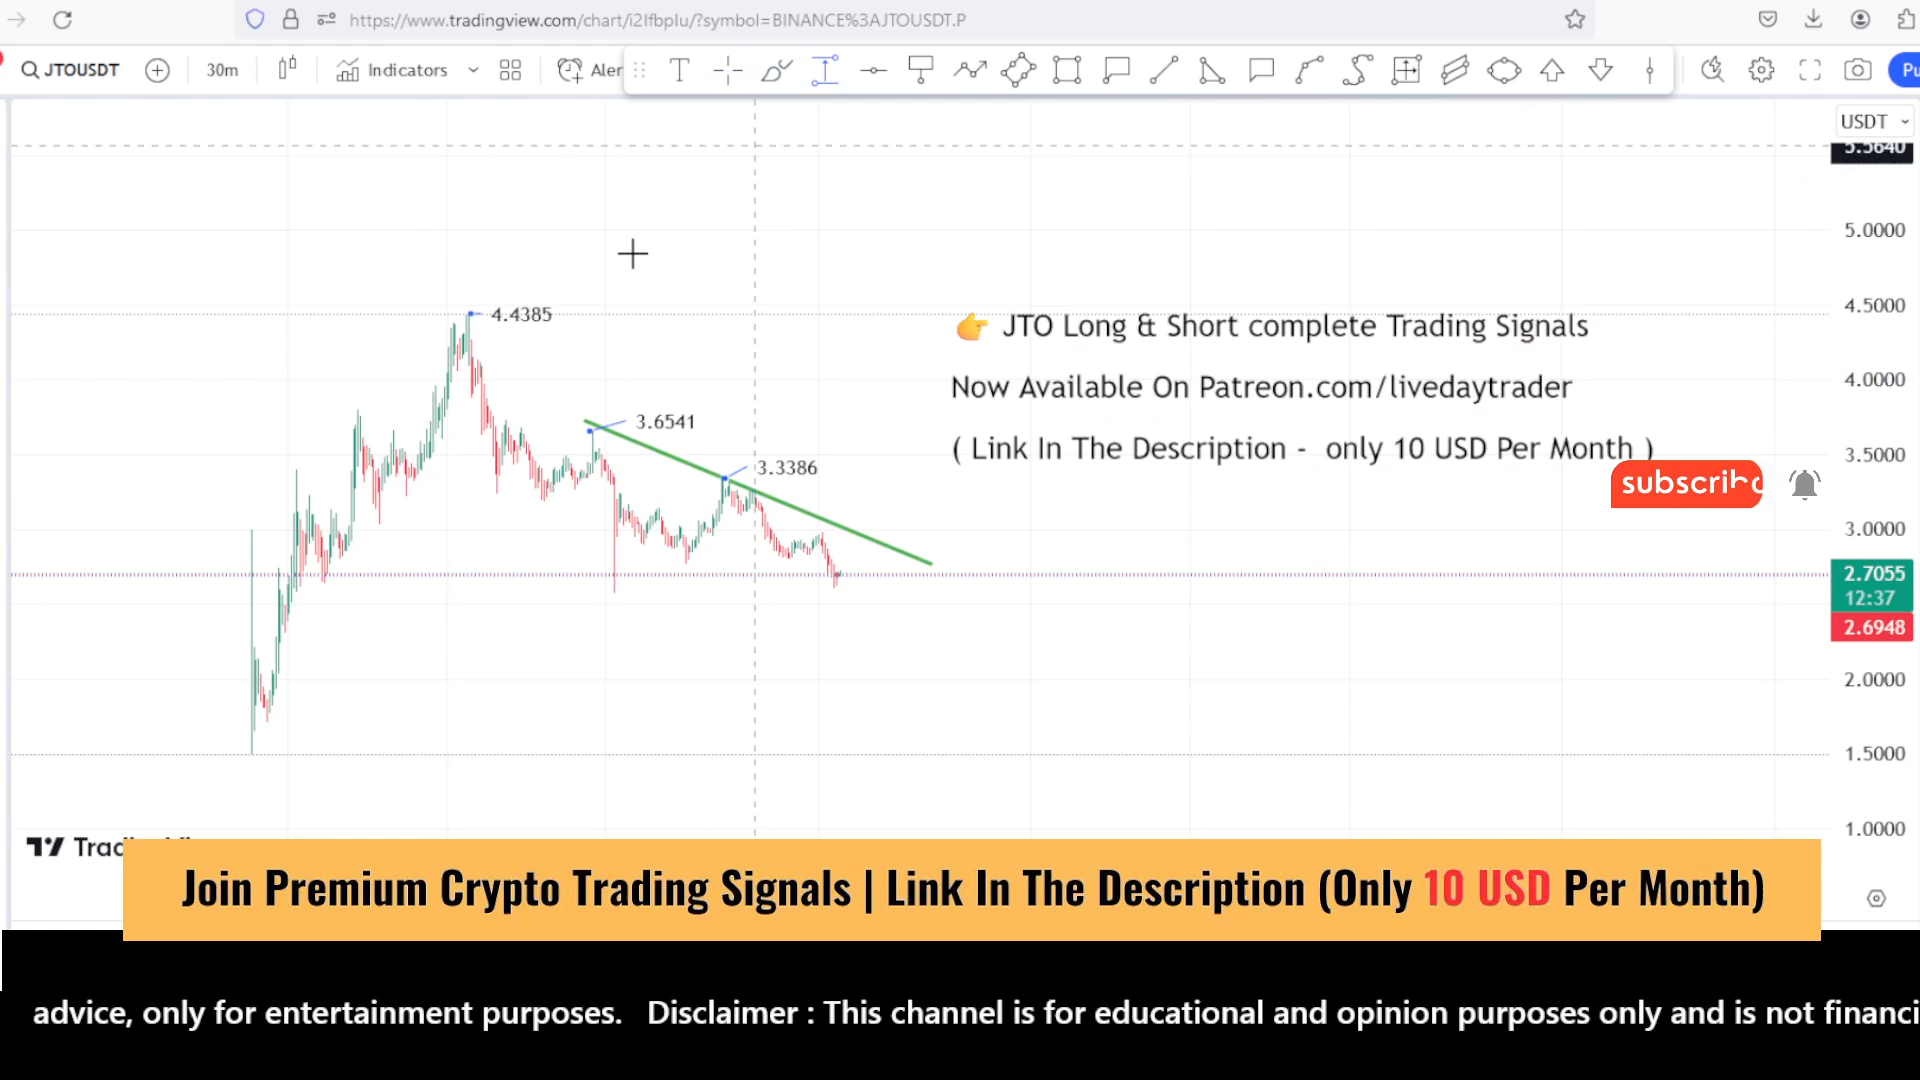 https://www.tradingview.com/chart/i2lfbplu/?symbol=BINANCE%3AJTOUSDT.P
JTOUSDT 30m Indicators Aler Pu
USDT
5.5640
5.0000
4.4385
4.5000
👉 JTO Long & Short complete Trading Signals
Now Available On Patreon.com/livedaytrader
4.0000
3.6541
( Link In The Description - only 10 USD Per Month )
3.5000
3.3386
subscrib
3.0000
2.7055
12:37
2.6948
2.0000
1.5000
1.0000
Join Premium Crypto Trading Signals | Link In The Description (Only 10 USD Per Month)
advice, only for entertainment purposes. Disclaimer : This channel is for educational and opinion purposes only and is not financi